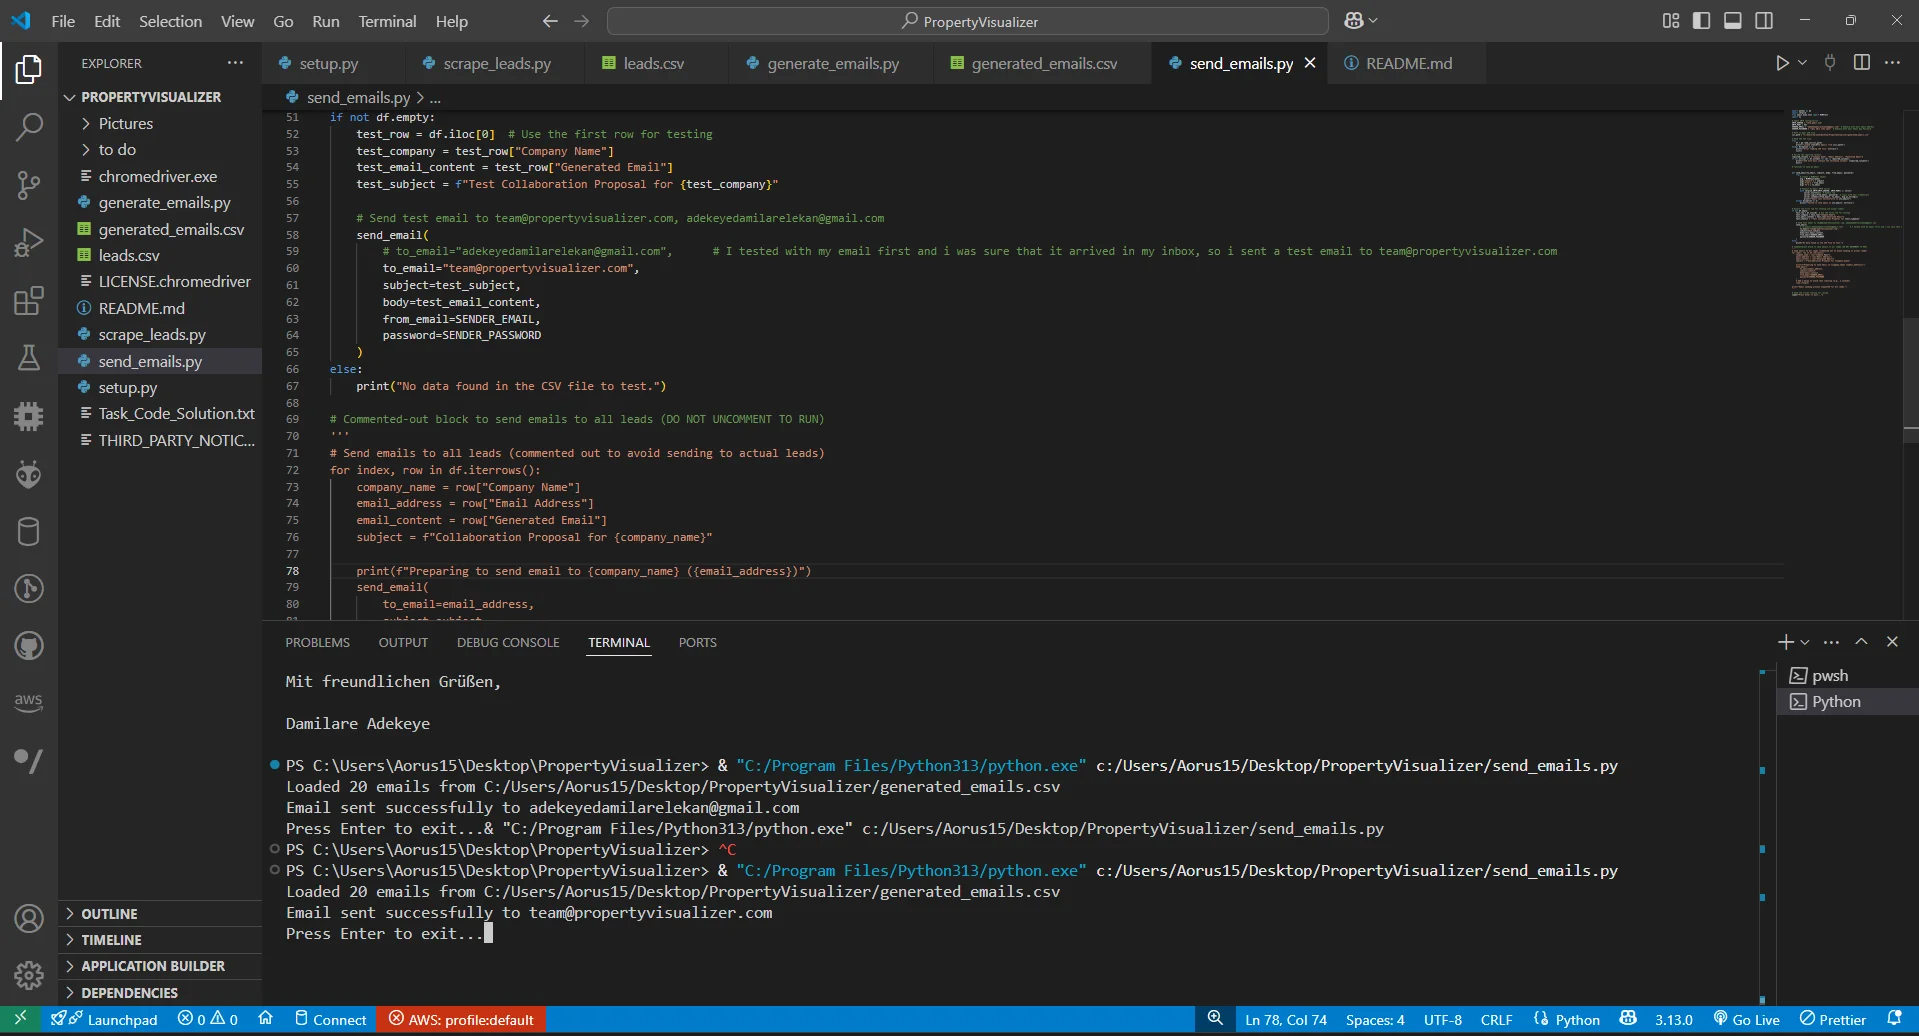 File Edit Selection View Go Run Terminal Help
PropertyVisualizer
EXPLORER
PROPERTYVISUALIZER
Pictures
to do
chromedriver.exe
generate_emails.py
generated_emails.csv
leads.csv
LICENSE.chromedriver
README.md
scrape_leads.py
send_emails.py
setup.py
Task_Code_Solution.txt
THIRD_PARTY_NOTIC...
OUTLINE
TIMELINE
APPLICATION BUILDER
DEPENDENCIES
aws
setup.py scrape_leads.py leads.csv generate_emails.py generated_emails.csv send_emails.py README.md
send_emails.py > ...
51 if not df.empty:
52 test_row = df.iloc[0] # Use the first row for testing
53 test_company = test_row["Company Name"]
54 test_email_content = test_row["Generated Email"]
55 test_subject = f"Test Collaboration Proposal for {test_company}"
56
57 # Send test email to team@propertyvisualizer.com, adekeyedamilarelekan@gmail.com
58 send_email(
59 # to_email="adekeyedamilarelekan@gmail.com", # I tested with my email first and i was sure that it arrived in my inbox, so i sent a test email to team@propertyvisualizer.com
60 to_email="team@propertyvisualizer.com",
61 subject=test_subject,
62 body=test_email_content,
63 from_email=SENDER_EMAIL,
64 password=SENDER_PASSWORD
65 )
66 else:
67 print("No data found in the CSV file to test.")
68
69 # Commented-out block to send emails to all leads (DO NOT UNCOMMENT TO RUN)
70 '''
71 # Send emails to all leads (commented out to avoid sending to actual leads)
72 for index, row in df.iterrows():
73 company_name = row["Company Name"]
74 email_address = row["Email Address"]
75 email_content = row["Generated Email"]
76 subject = f"Collaboration Proposal for {company_name}"
77
78 print(f"Preparing to send email to {company_name} ({email_address})")
79 send_email(
80 to_email=email_address,
PROBLEMS OUTPUT DEBUG CONSOLE TERMINAL PORTS
Mit freundlichen Grüßen,
Damilare Adekeye
PS C:\Users\Aorus15\Desktop\PropertyVisualizer> & "C:/Program Files/Python313/python.exe" c:/Users/Aorus15/Desktop/PropertyVisualizer/send_emails.py
Loaded 20 emails from C:/Users/Aorus15/Desktop/PropertyVisualizer/generated_emails.csv
Email sent successfully to adekeyedamilarelekan@gmail.com
Press Enter to exit...& "C:/Program Files/Python313/python.exe" c:/Users/Aorus15/Desktop/PropertyVisualizer/send_emails.py
PS C:\Users\Aorus15\Desktop\PropertyVisualizer> ^C
PS C:\Users\Aorus15\Desktop\PropertyVisualizer> & "C:/Program Files/Python313/python.exe" c:/Users/Aorus15/Desktop/PropertyVisualizer/send_emails.py
Loaded 20 emails from C:/Users/Aorus15/Desktop/PropertyVisualizer/generated_emails.csv
Email sent successfully to team@propertyvisualizer.com
Press Enter to exit...
pwsh
Python
Launchpad 0 0 Connect AWS: profile:default Ln 78, Col 74 Spaces: 4 UTF-8 CRLF Python 3.13.0 Go Live Prettier